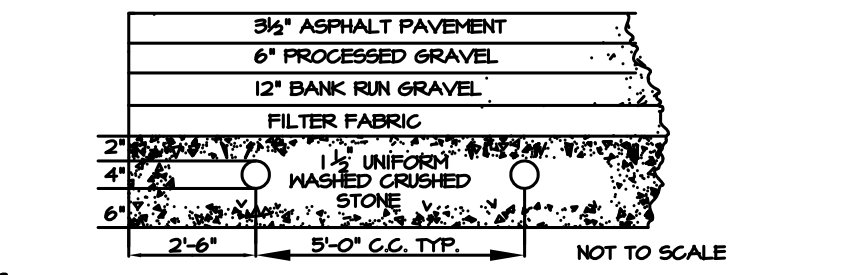 3½" ASPHALT PAVEMENT
6" PROCESSED GRAVEL
12" BANK RUN GRAVEL
FILTER FABRIC
2"
4"
6"
1½" UNIFORM
WASHED CRUSHED
STONE
2'-6"
5'-0" C.C. TYP.
NOT TO SCALE